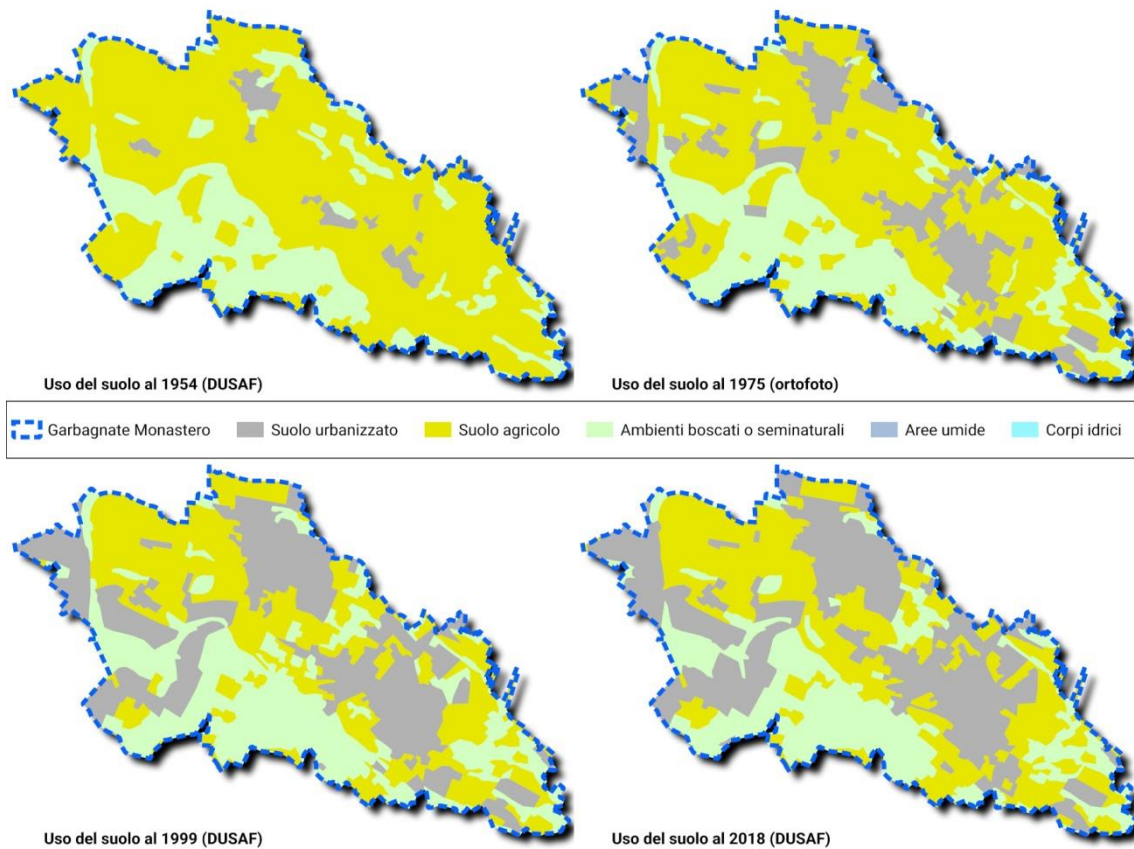 Uso del suolo al 1954 (DUSAF)
Uso del suolo al 1975 (ortofoto)
Garbagnate Monastero
Suolo urbanizzato
Suolo agricolo
Ambienti boscati o seminaturali
Aree umide
Corpi idrici
Uso del suolo al 1999 (DUSAF)
Uso del suolo al 2018 (DUSAF)